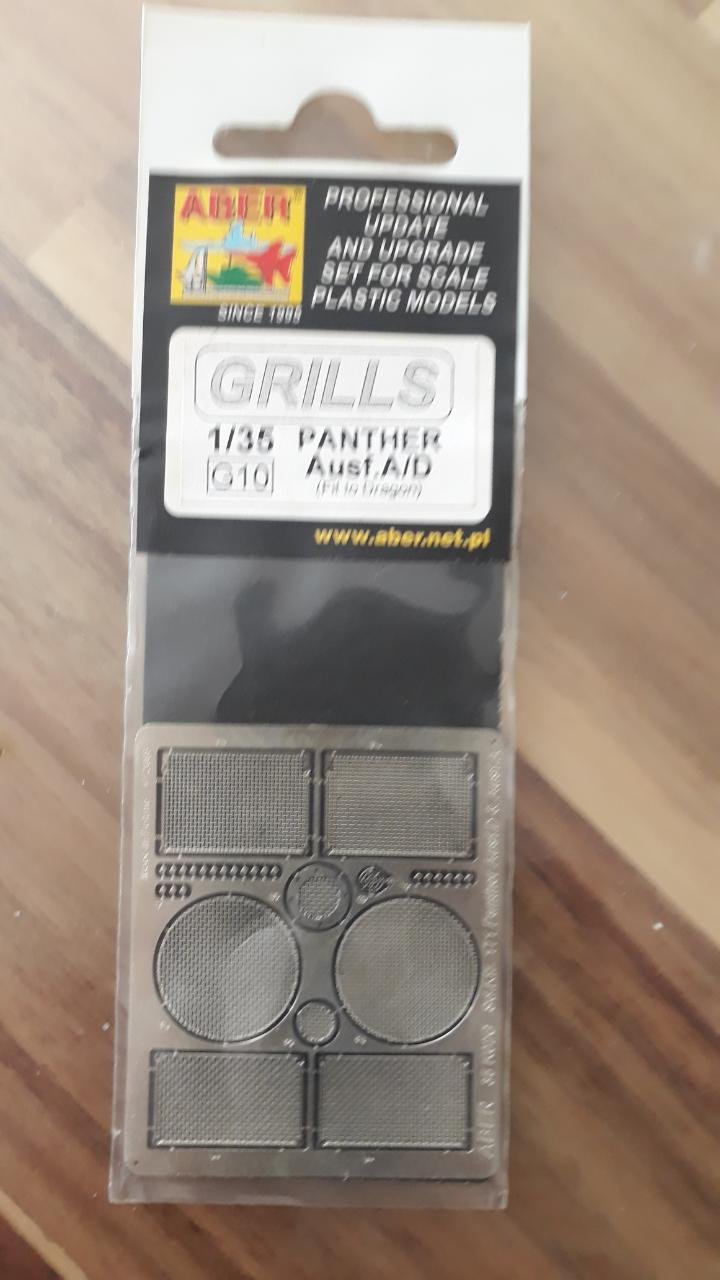 ABER
SINCE 1995
PROFESSIONAL
UPDATE
AND UPGRADE
SET FOR SCALE
PLASTIC MODELS
GRILLS
1/35 PANTHER
G10 Ausf.A/D
(Fit to Dragon)
www.aber.net.pl
ABER